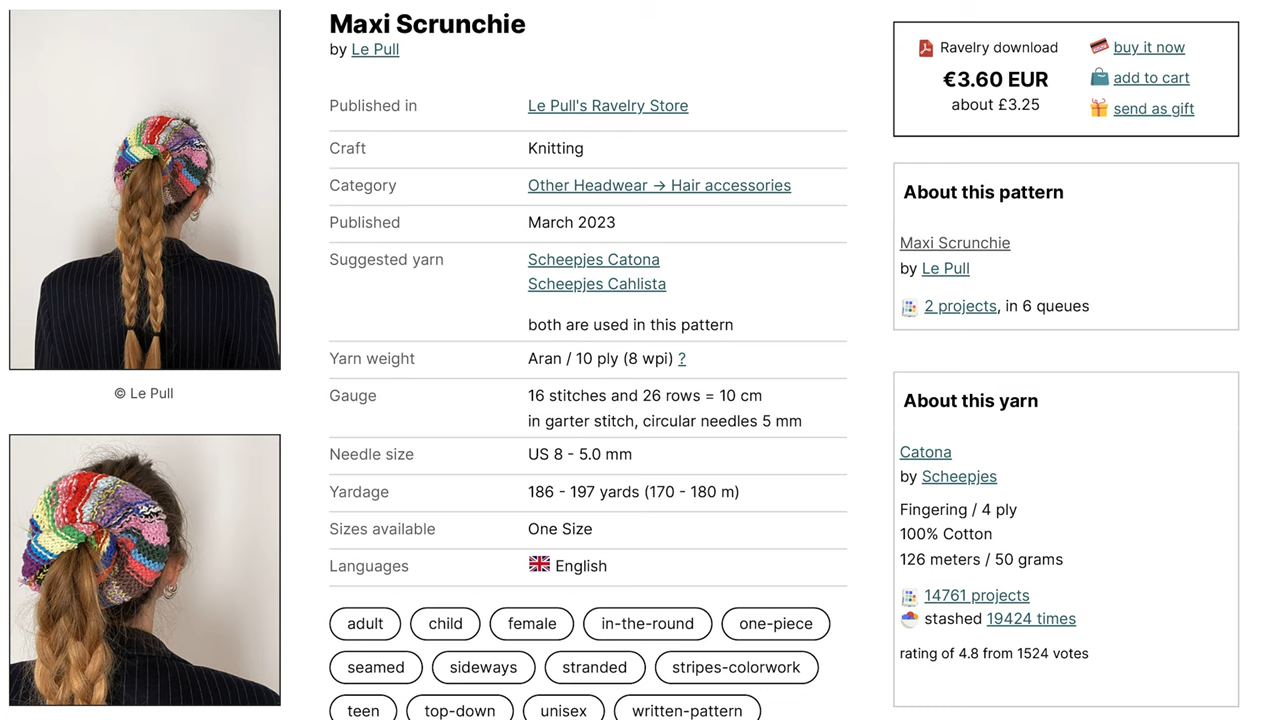 Maxi Scrunchie
by Le Pull
Published in Le Pull's Ravelry Store
Craft Knitting
Category Other Headwear → Hair accessories
Published March 2023
Suggested yarn Scheepjes Catona
Scheepjes Cahlista
both are used in this pattern
Yarn weight Aran / 10 ply (8 wpi) ?
Gauge 16 stitches and 26 rows = 10 cm
in garter stitch, circular needles 5 mm
Needle size US 8 - 5.0 mm
Yardage 186 - 197 yards (170 - 180 m)
Sizes available One Size
Languages English
adult child female in-the-round one-piece
seamed sideways stranded stripes-colorwork
teen top-down unisex written-pattern
© Le Pull
Ravelry download
€3.60 EUR
about £3.25
buy it now
add to cart
send as gift
About this pattern
Maxi Scrunchie
by Le Pull
2 projects, in 6 queues
About this yarn
Catona
by Scheepjes
Fingering / 4 ply
100% Cotton
126 meters / 50 grams
14761 projects
stashed 19424 times
rating of 4.8 from 1524 votes